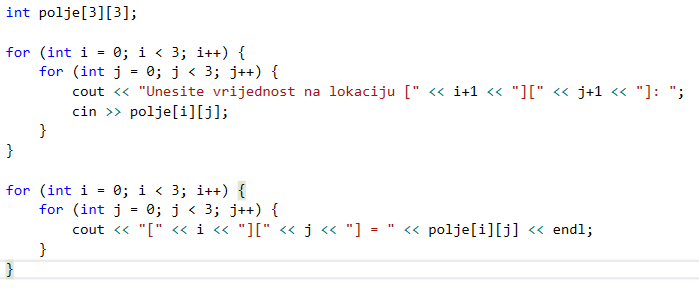 int polje[3][3];
for (int i = 0; i < 3; i++) {
for (int j = 0; j < 3; j++) {
cout << "Unesite vrijednost na lokaciju [" << i+1 << "][" << j+1 << "]: ";
cin >> polje[i][j];
}
}
for (int i = 0; i < 3; i++) {
for (int j = 0; j < 3; j++) {
cout << "[" << i << "][" << j << "] = " << polje[i][j] << endl;
}
}